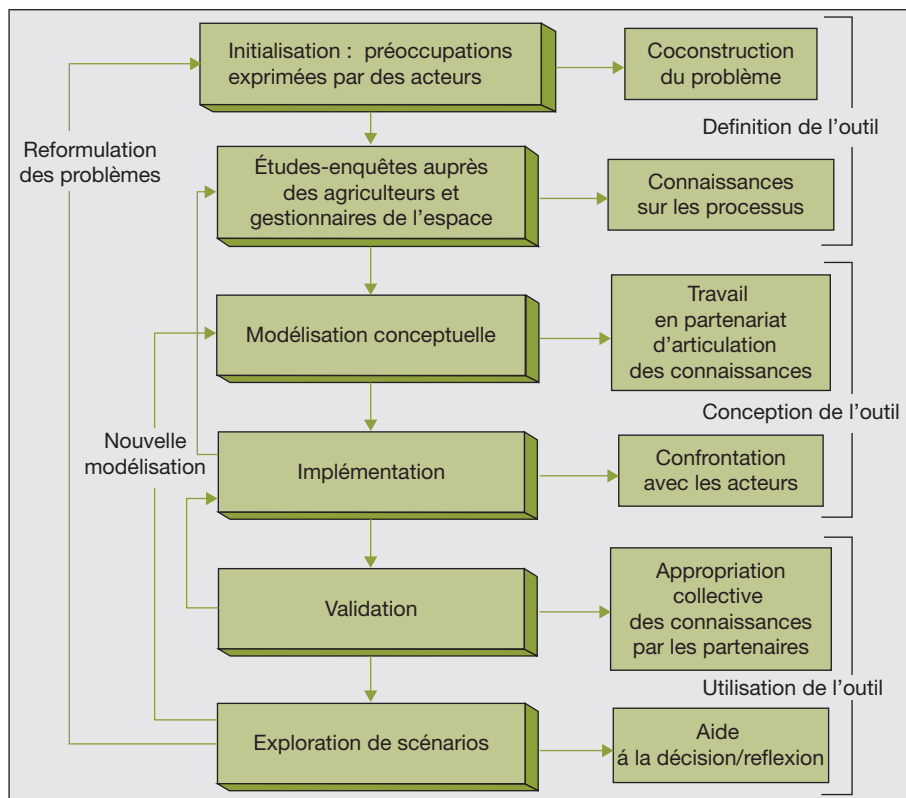 Initialisation : préoccupations
exprimées par des acteurs
Coconstruction
du problème
Definition de l'outil
Reformulation
des problèmes
Études-enquêtes auprès
des agriculteurs et
gestionnaires de l'espace
Connaissances
sur les processus
Modélisation conceptuelle
Travail
en partenariat
d'articulation
des connaissances
Conception de l'outil
Nouvelle
modélisation
Implémentation
Confrontation
avec les acteurs
Validation
Appropriation
collective
des connaissances
par les partenaires
Utilisation de l'outil
Exploration de scénarios
Aide
á la décision/reflexion